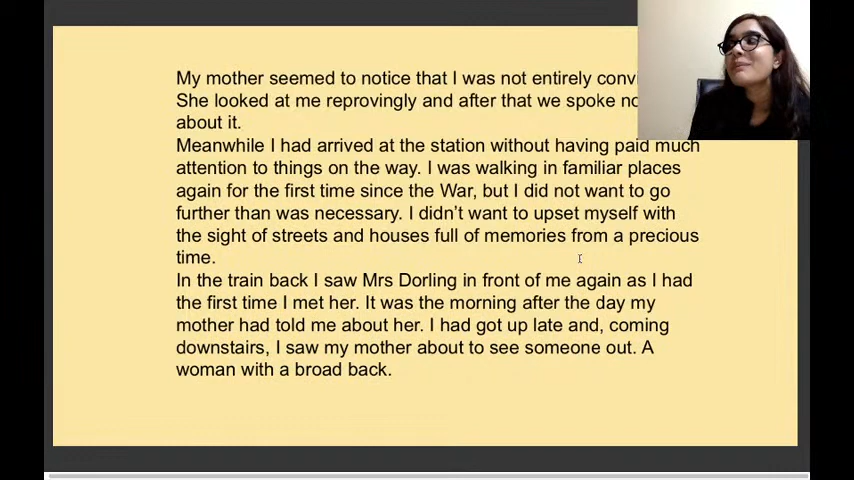 My mother seemed to notice that I was not entirely
She looked at me reprovingly and after that we spoke
about it.
Meanwhile I had arrived at the station without having paid much
attention to things on the way. I was walking in familiar places
again for the first time since the War, but I did not want to go
further than was necessary. I didn't want to upset myself with
the sight of streets and houses full of memories from a precious
time.
In the train back I saw Mrs Dorling in front of me again as I had
the first time I met her. It was the morning after the day my
mother had told me about her. I had got up late and, coming
downstairs, I saw my mother about to see someone out. A
woman with a broad back.